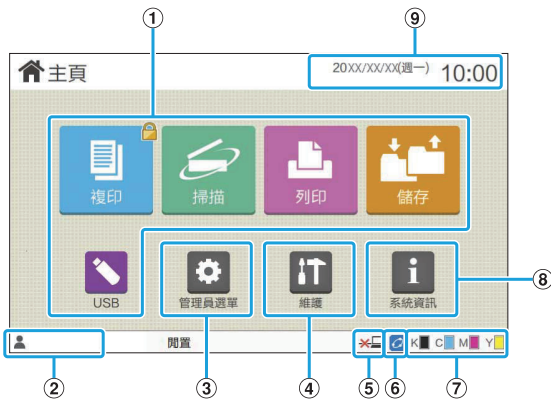 ① ⑨
主頁 20XX/XX/XX(週一) 10:00
複印 掃描 列印 儲存
USB 管理員選單 維護 系統資訊 ⑧
閒置 K C M Y
② ③ ④ ⑤ ⑥ ⑦